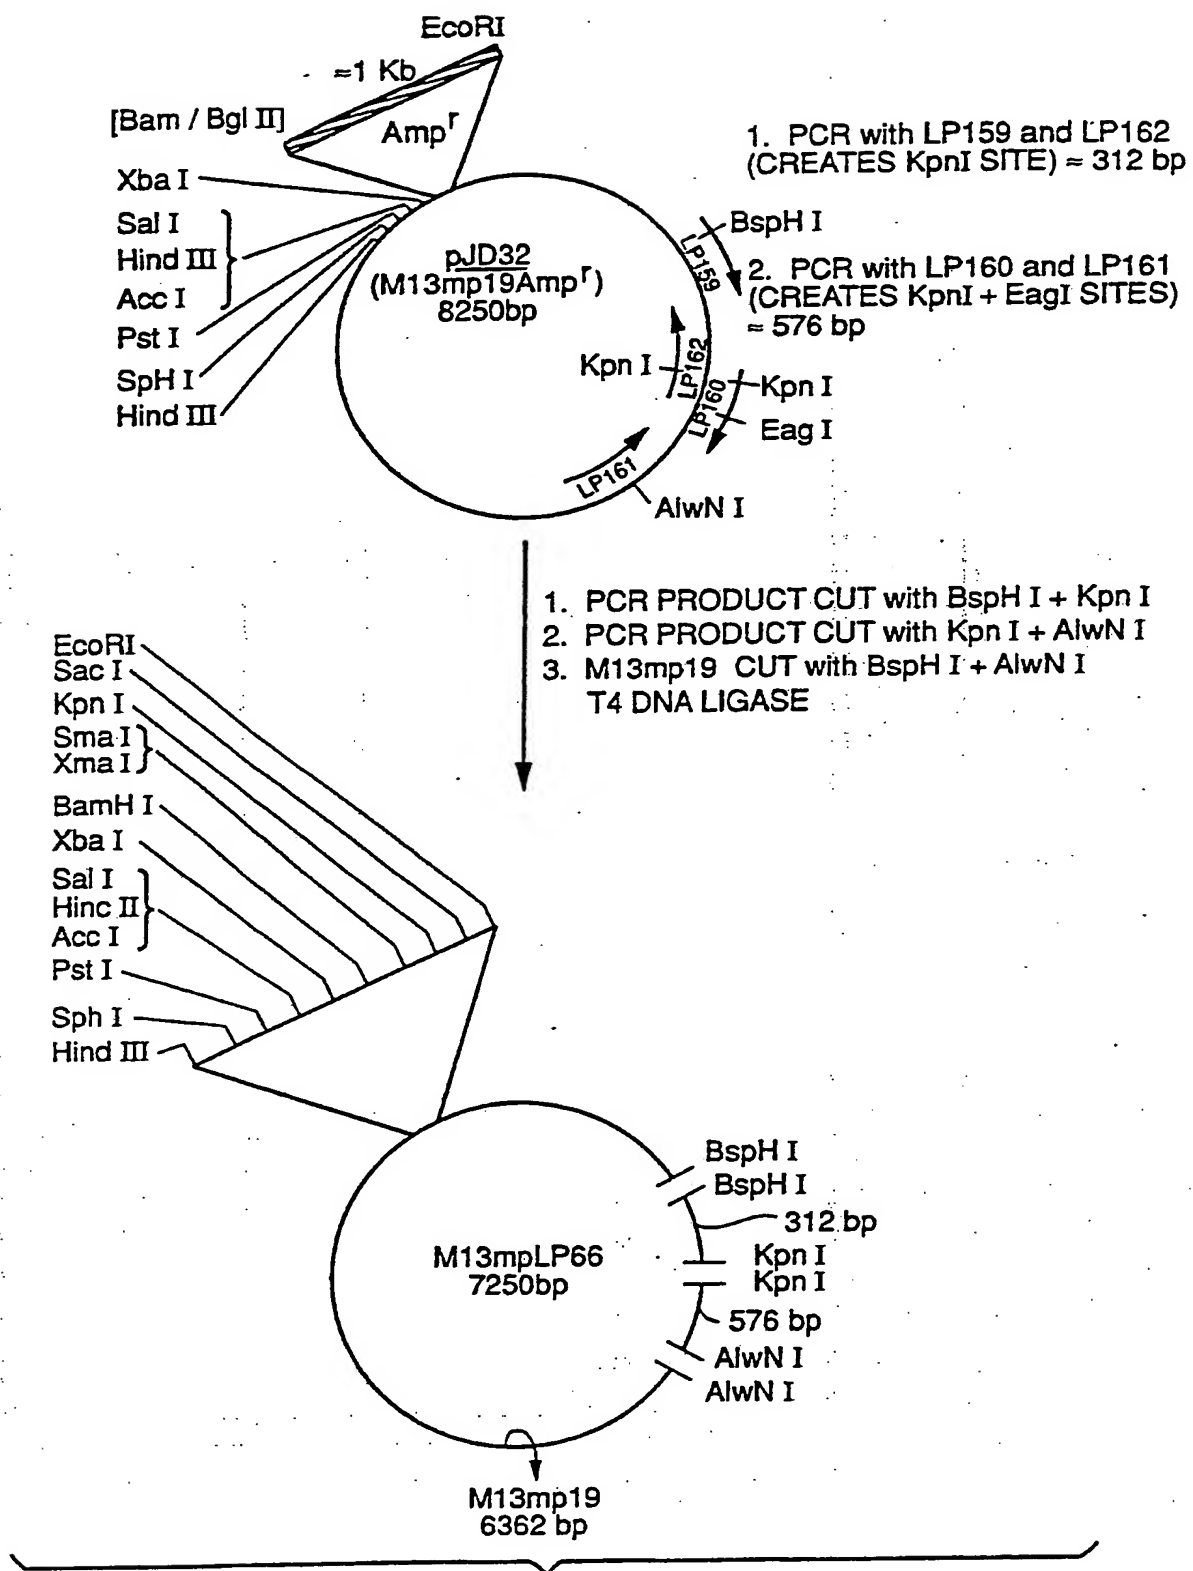 EcoRI
≈1 Kb
[Bam / Bgl II]
Ampr
Xba I
Sal I
Hind III
Acc I
Pst I
SpH I
Hind III
pJD32
(M13mp19Ampr)
8250bp
1. PCR with LP159 and LP162
(CREATES KpnI SITE) ≈ 312 bp
BspH I
LP159
2. PCR with LP160 and LP161
(CREATES KpnI + EagI SITES)
≈ 576 bp
Kpn I
LP162
LP160
Kpn I
Eag I
LP161
AlwN I
1. PCR PRODUCT CUT with BspH I + Kpn I
2. PCR PRODUCT CUT with Kpn I + AlwN I
3. M13mp19 CUT with BspH I + AlwN I
T4 DNA LIGASE
EcoRI
Sac I
Kpn I
Sma I
Xma I
BamH I
Xba I
Sal I
Hinc II
Acc I
Pst I
Sph I
Hind III
BspH I
BspH I
312 bp
M13mpLP66
7250bp
Kpn I
Kpn I
576 bp
AlwN I
AlwN I
M13mp19
6362 bp